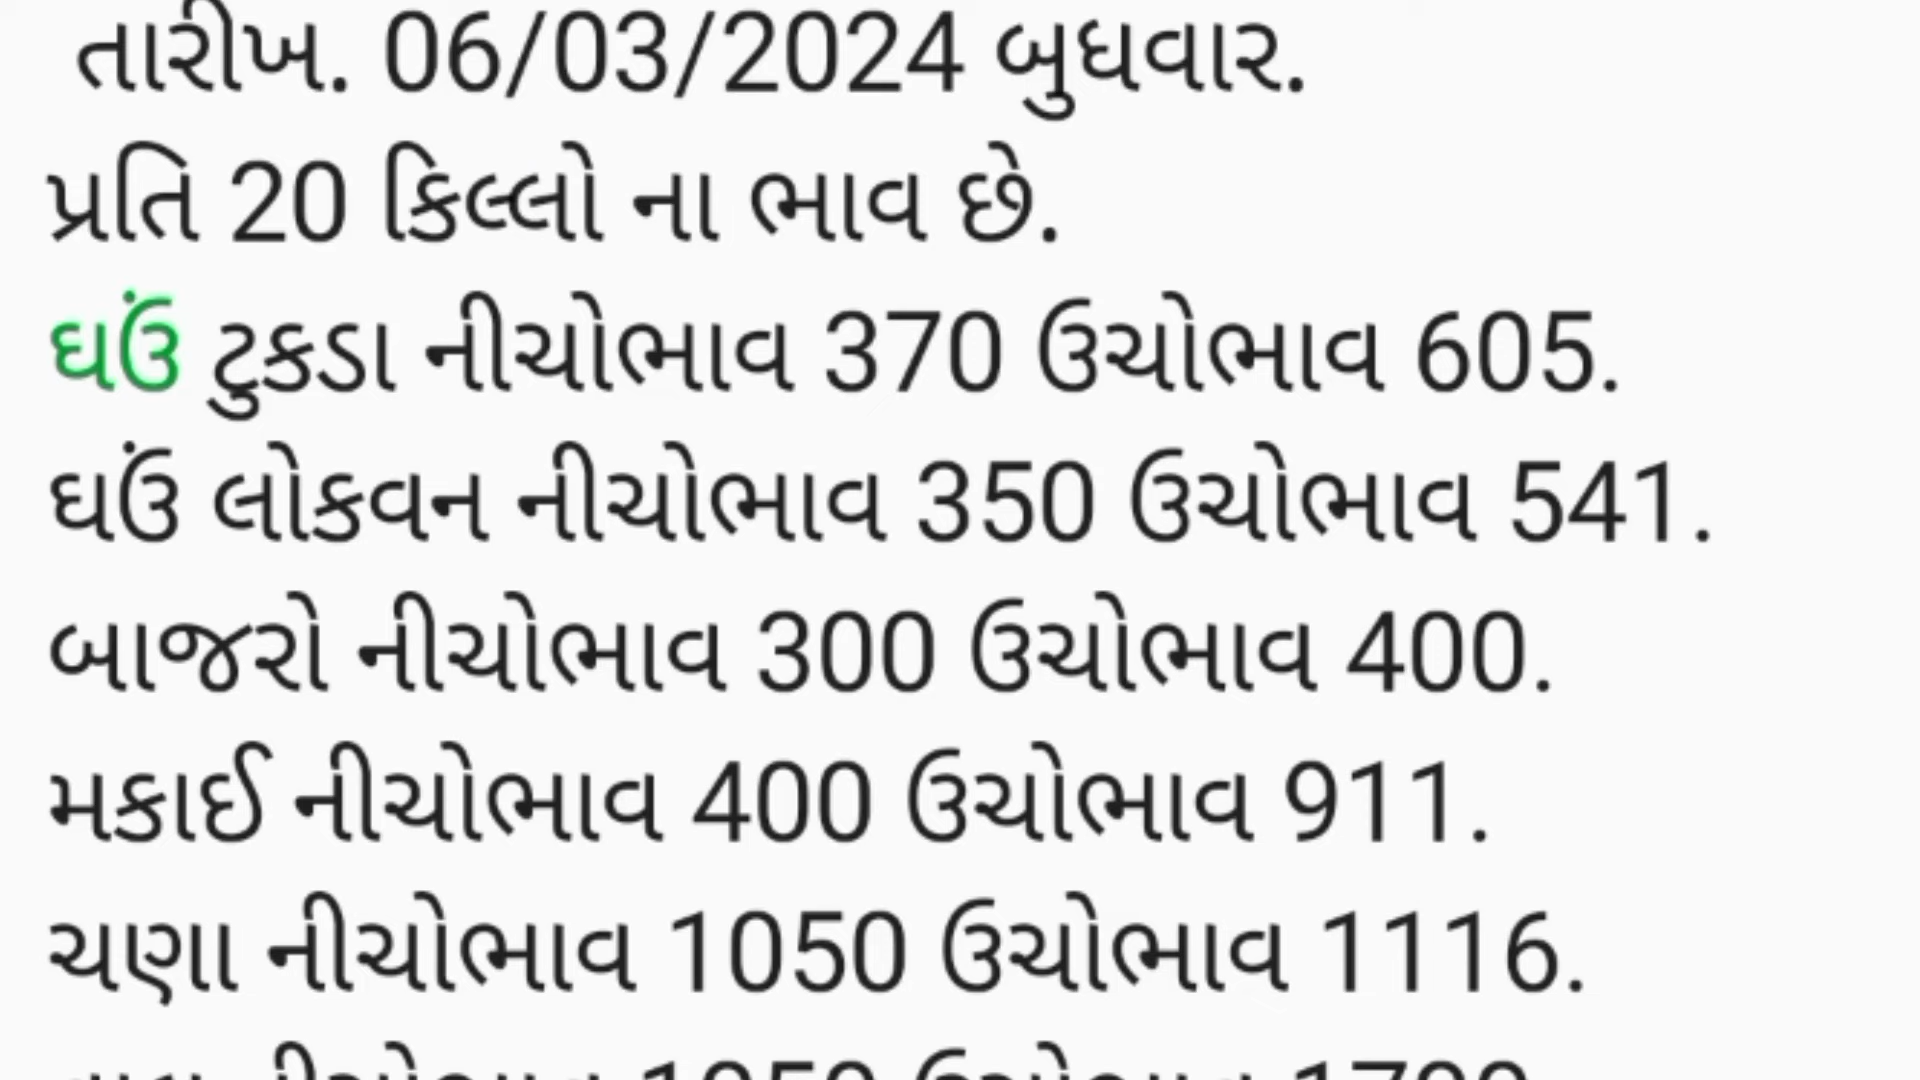 તારીખ. 06/03/2024 બુધવાર.
પ્રતિ 20 કિલ્લો ના ભાવ છે.
ઘઉં ટુકડા નીચોભાવ 370 ઉચોભાવ 605.
ઘઉં લોકવન નીચોભાવ 350 ઉચોભાવ 541.
બાજરો નીચોભાવ 300 ઉચોભાવ 400.
મકાઈ નીચોભાવ 400 ઉચોભાવ 911.
ચણા નીચોભાવ 1050 ઉચોભાવ 1116.
નીચોભાવ ઉચોભાવ